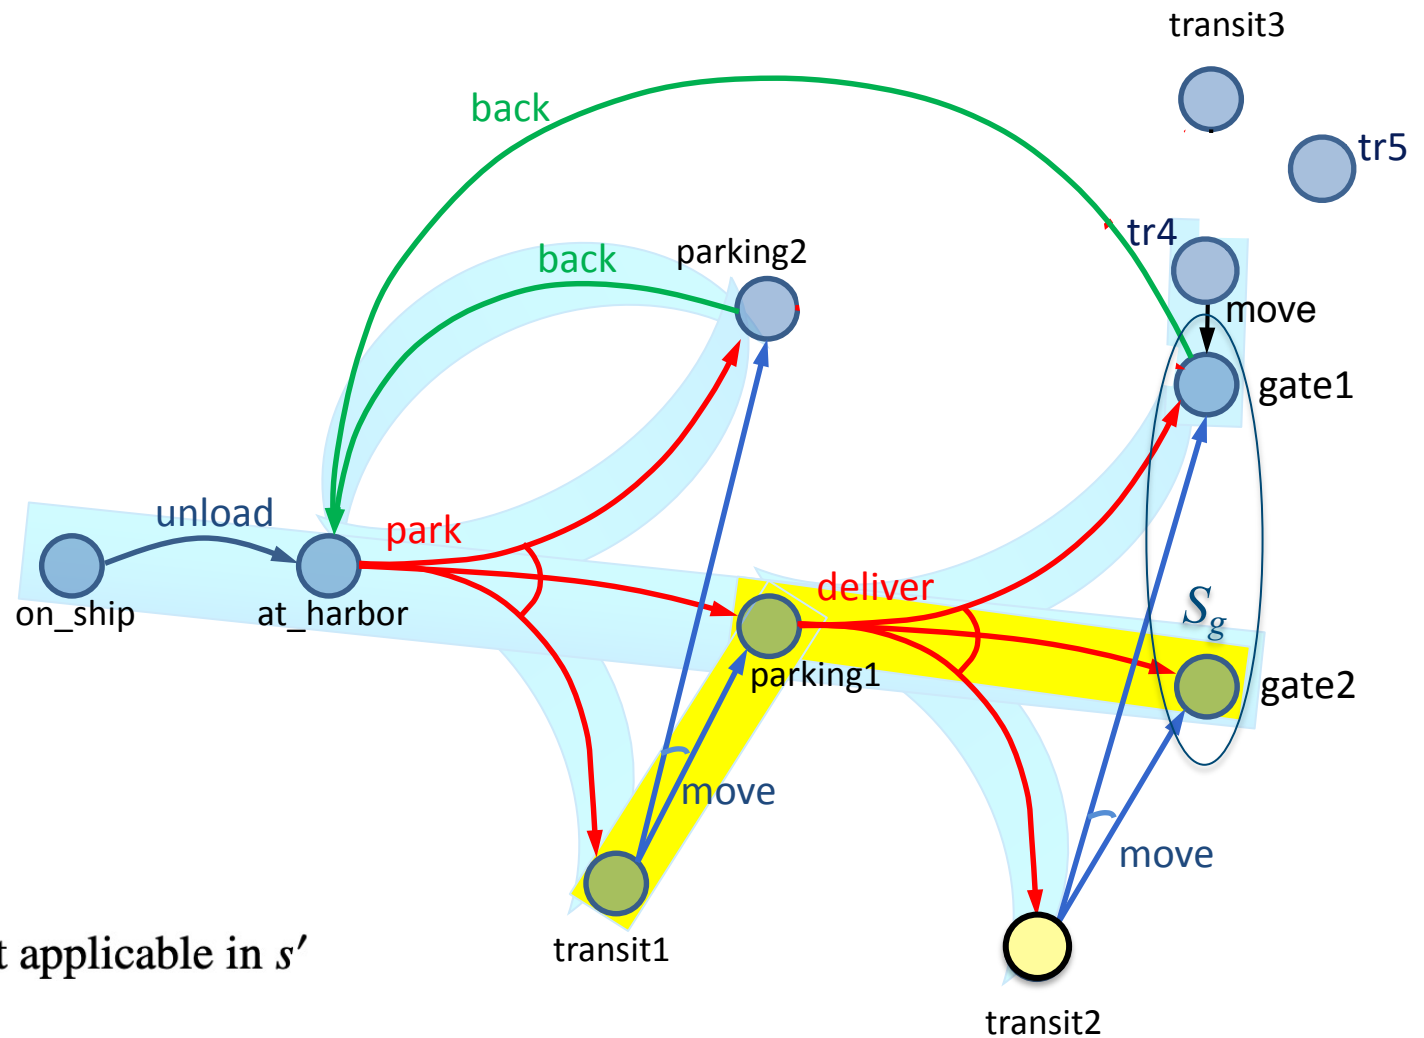 transit3
back
tr5
tr4
parking2
back
move
gate1
unload
park
on_ship
at_harbor
deliver
S_g
parking1
gate2
move
move
transit1
t applicable in s′
transit2